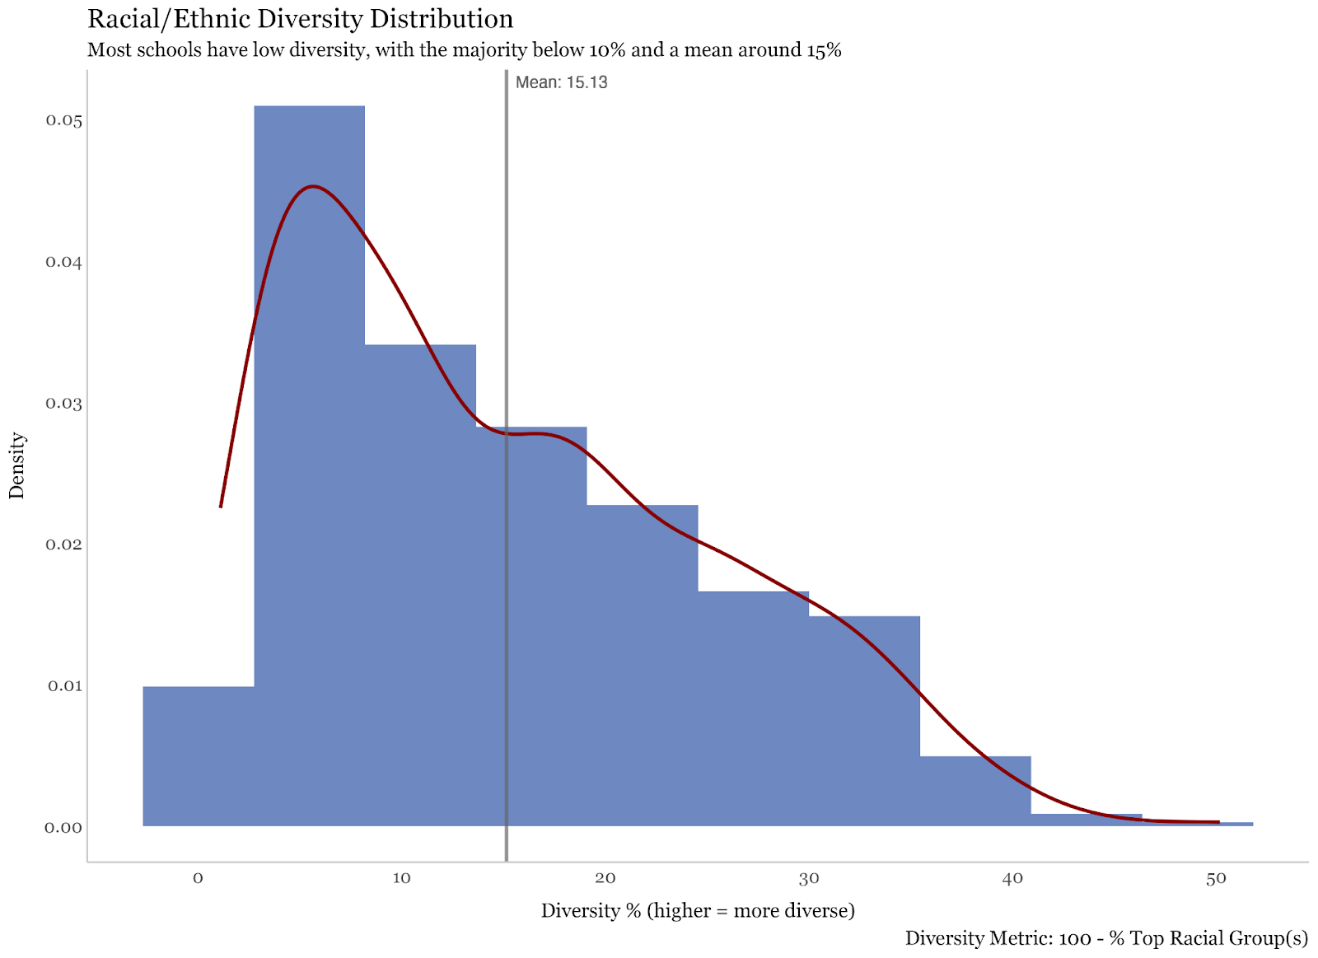 Racial/Ethnic Diversity Distribution
Most schools have low diversity, with the majority below 10% and a mean around 15%
Mean: 15.13
0.05
0.04
0.03
0.02
0.01
0.00
Density
0 10 20 30 40 50
Diversity % (higher = more diverse)
Diversity Metric: 100 - % Top Racial Group(s)